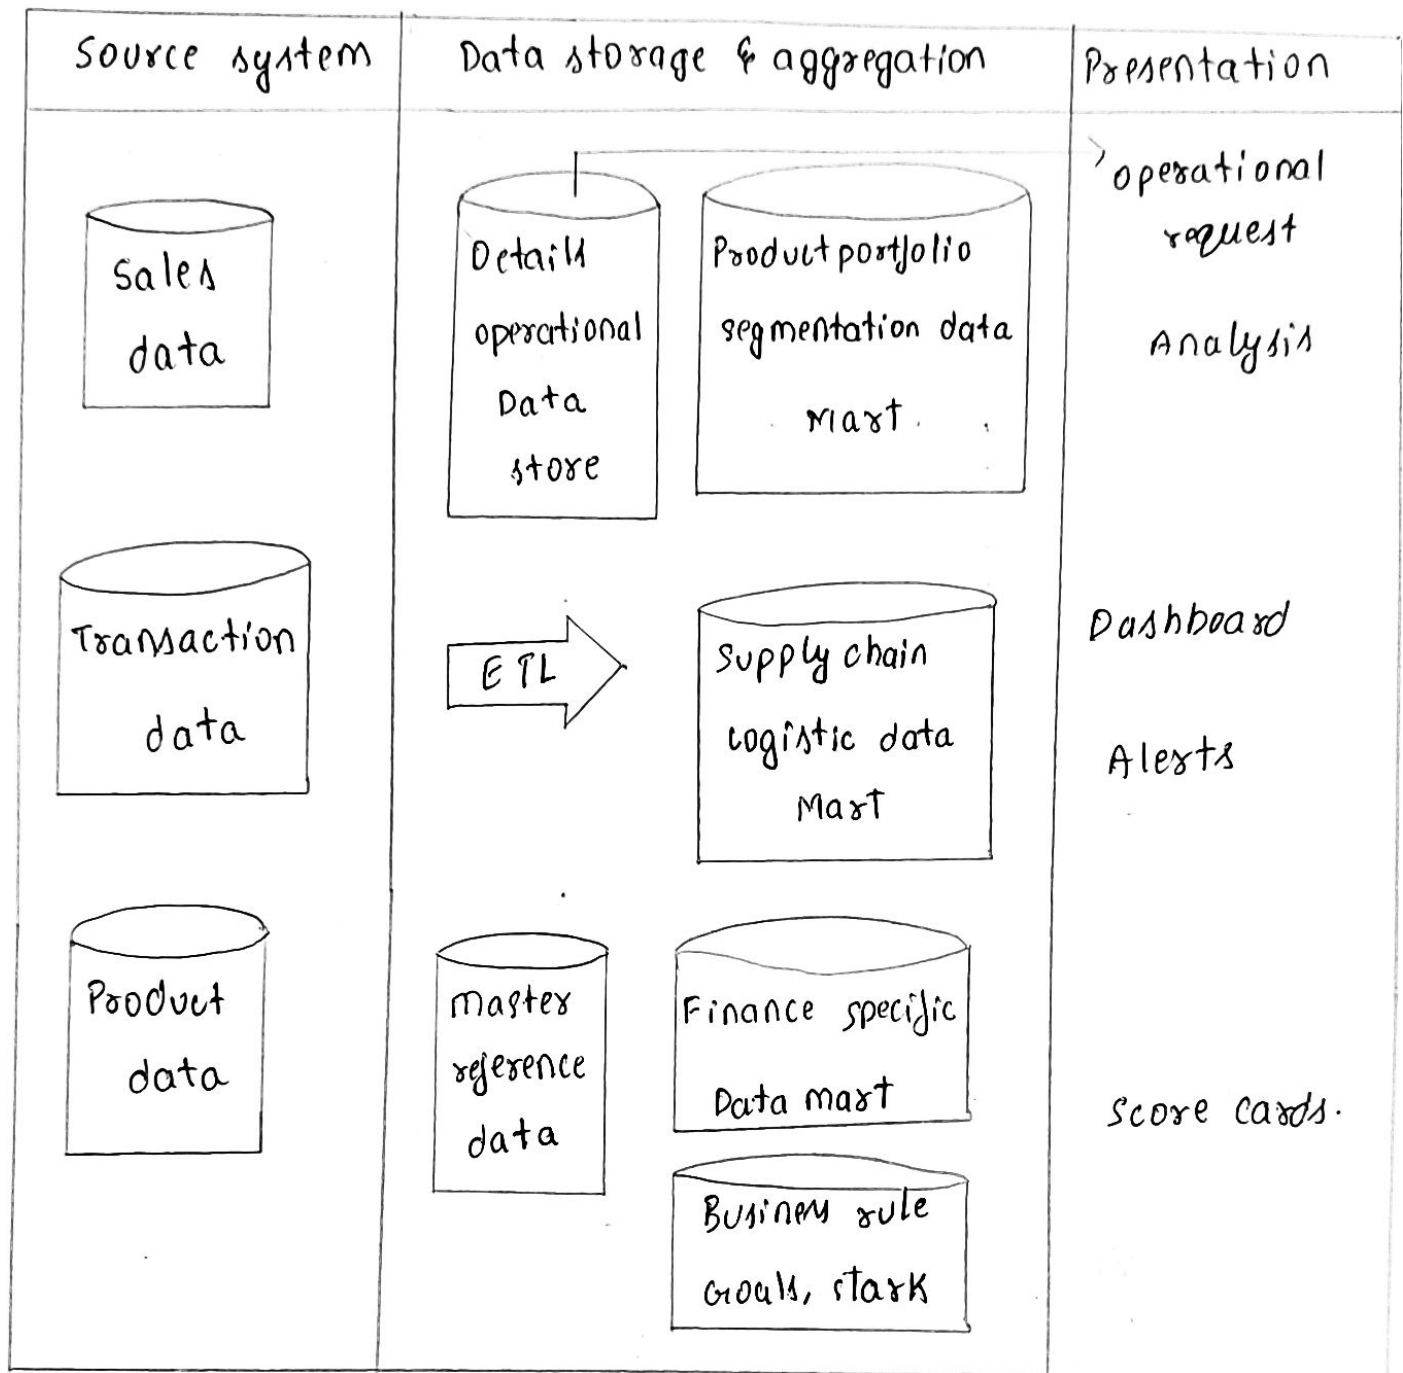 Source system
Data storage & aggregation
Presentation
Sales
data
Details
operational
Data
store
Product portfolio
segmentation data
Mart.
operational
request
Analysis
Transaction
data
ETL
Supply chain
Logistic data
Mart
Dashboard
Alerts
Product
data
master
reference
data
Finance specific
Data mart
Business rule
Goals, stark
Score cards.